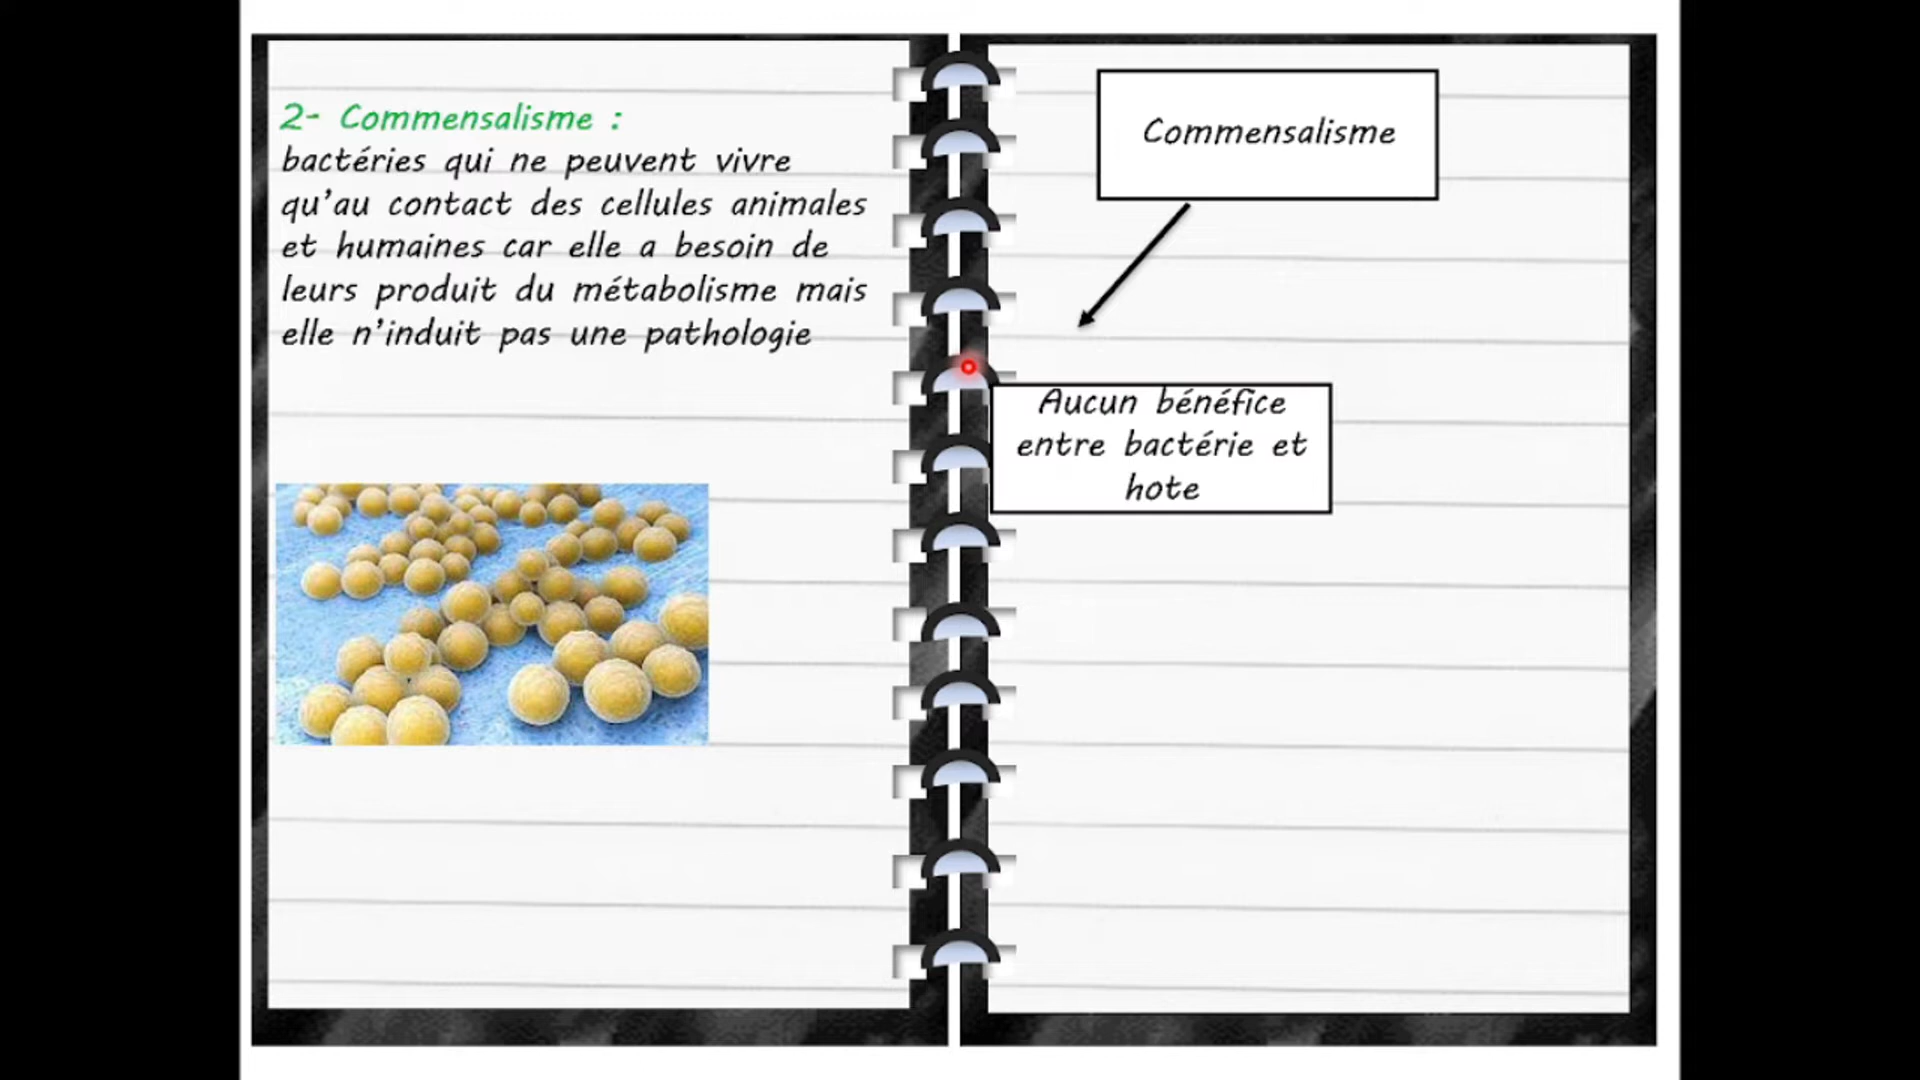 2- Commensalisme :
bactéries qui ne peuvent vivre
qu'au contact des cellules animales
et humaines car elle a besoin de
leurs produit du métabolisme mais
elle n'induit pas une pathologie
Commensalisme
Aucun bénéfice
entre bactérie et
hote